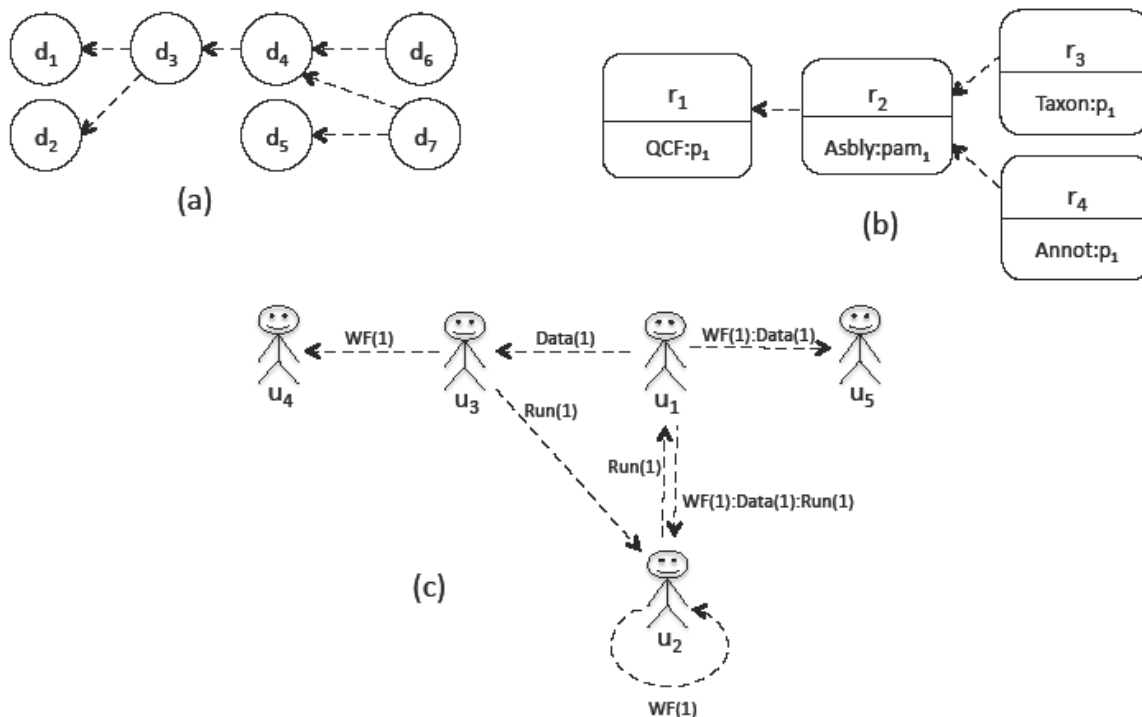 d1 d3 d4 d6
d2 d5 d7
(a)
r1
QCF:p1
r2
Asbly:pam1
r3
Taxon:p1
r4
Annot:p1
(b)
WF(1) Data(1) WF(1):Data(1)
u4 u3 u1 u5
Run(1)
Run(1)
WF(1):Data(1):Run(1)
(c)
u2
WF(1)